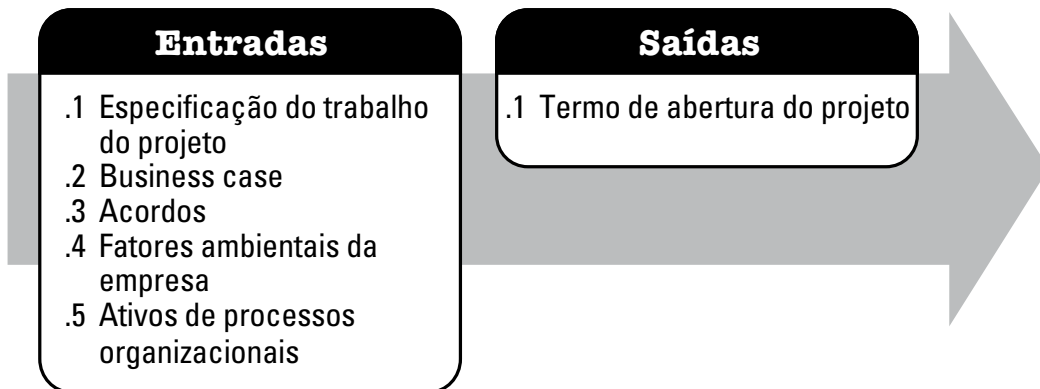 Entradas
.1 Especificação do trabalho
do projeto
.2 Business case
.3 Acordos
.4 Fatores ambientais da
empresa
.5 Ativos de processos
organizacionais
Saídas
.1 Termo de abertura do projeto